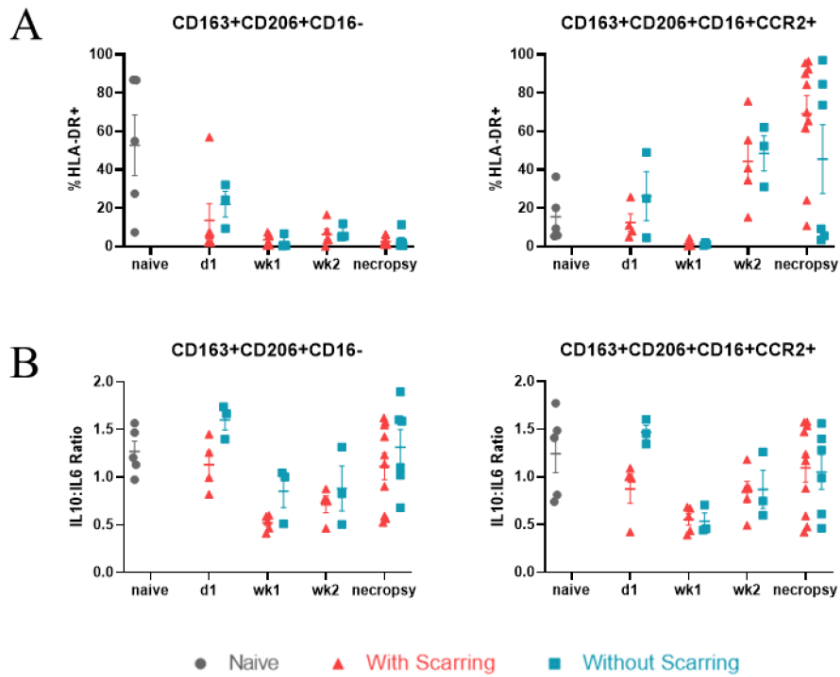 A
CD163+CD206+CD16-
CD163+CD206+CD16+CCR2+
%HLA-DR+
100
80
60
40
20
0
naive d1 wk1 wk2 necropsy
%HLA-DR+
100
80
60
40
20
0
naive d1 wk1 wk2 necropsy
B
CD163+CD206+CD16-
CD163+CD206+CD16+CCR2+
IL10:IL6 Ratio
2.0
1.5
1.0
0.5
0.0
naive d1 wk1 wk2 necropsy
IL10:IL6 Ratio
2.0
1.5
1.0
0.5
0.0
naive d1 wk1 wk2 necropsy
Naive With Scarring Without Scarring